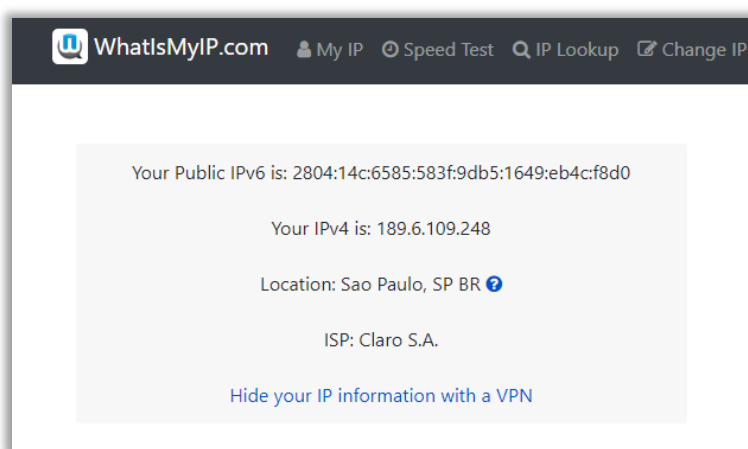 WhatIsMyIP.com My IP Speed Test IP Lookup Change IP
Your Public IPv6 is: 2804:14c:6585:583f:9db5:1649:eb4c:f8d0
Your IPv4 is: 189.6.109.248
Location: Sao Paulo, SP BR ?
ISP: Claro S.A.
Hide your IP information with a VPN